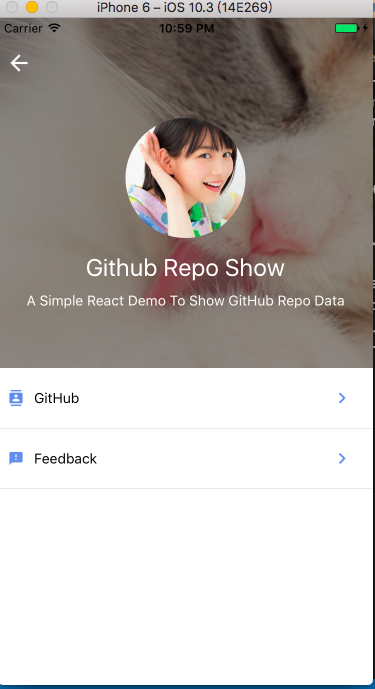 iPhone 6 – iOS 10.3 (14E269)
Carrier 10:59 PM
Github Repo Show
A Simple React Demo To Show GitHub Repo Data
GitHub
Feedback